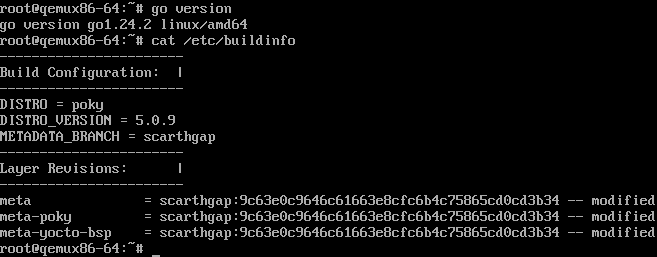 root@qemux86-64:~# go version
go version go1.24.2 linux/amd64
root@qemux86-64:~# cat /etc/buildinfo
-----------------------
Build Configuration:  |
-----------------------
DISTRO = poky
DISTRO_VERSION = 5.0.9
METADATA_BRANCH = scarthgap
-----------------------
Layer Revisions:      |
-----------------------
meta              = scarthgap:9c63e0c9646c61663e8cfc6b4c75865cd0cd3b34 -- modified
meta-poky         = scarthgap:9c63e0c9646c61663e8cfc6b4c75865cd0cd3b34 -- modified
meta-yocto-bsp    = scarthgap:9c63e0c9646c61663e8cfc6b4c75865cd0cd3b34 -- modified
root@qemux86-64:~# _